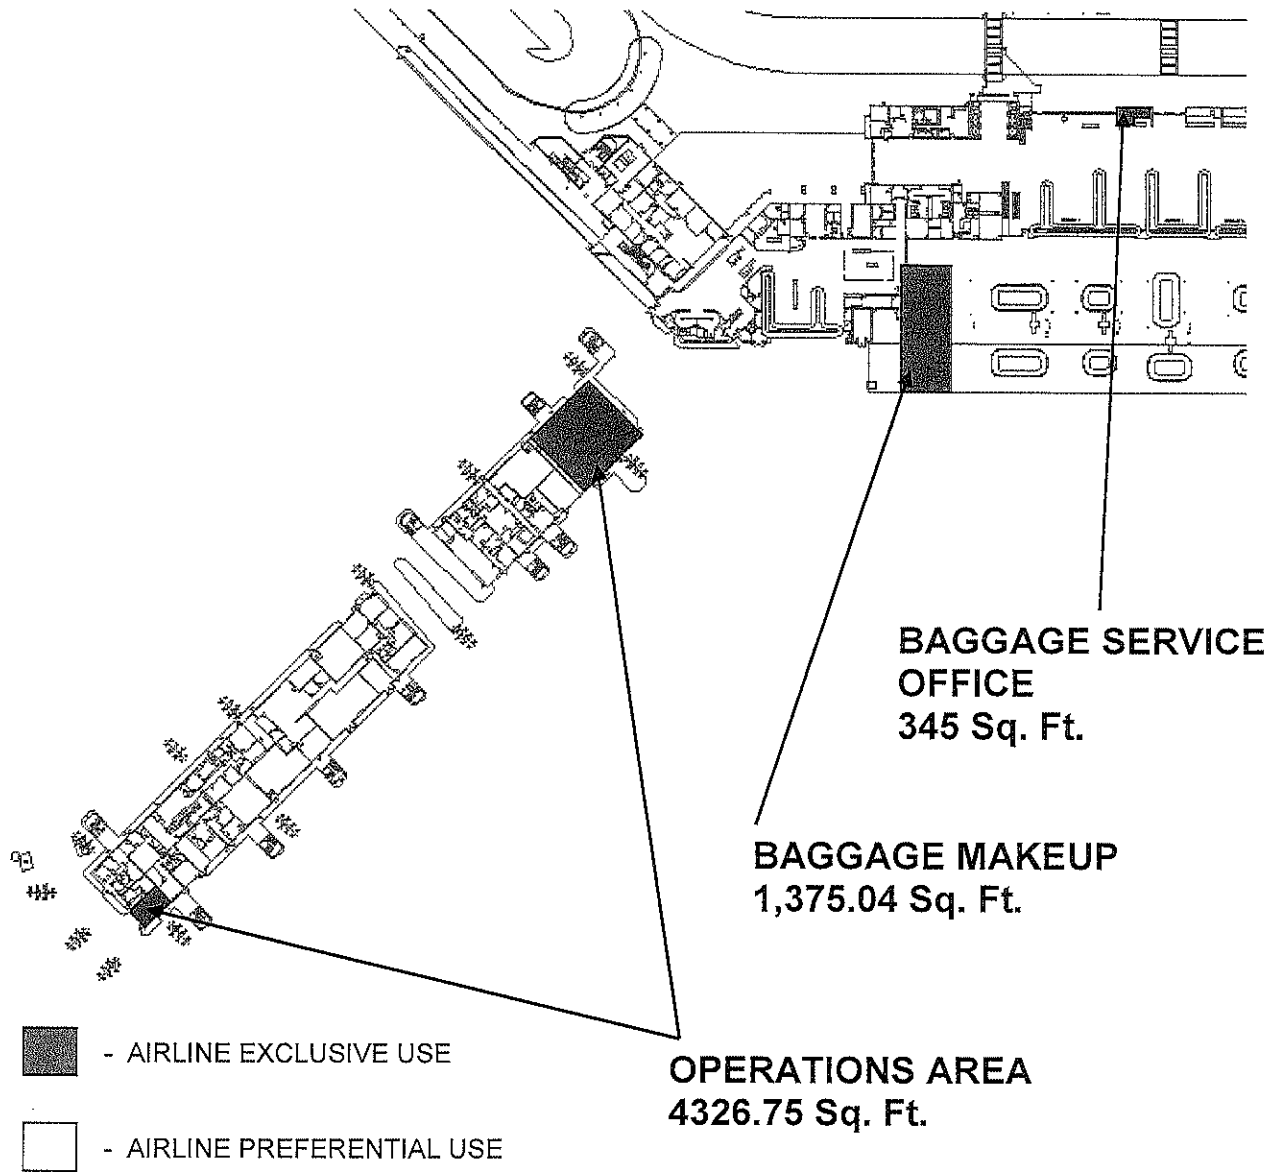 BAGGAGE SERVICE
OFFICE
345 Sq. Ft.
BAGGAGE MAKEUP
1,375.04 Sq. Ft.
OPERATIONS AREA
4326.75 Sq. Ft.
- AIRLINE EXCLUSIVE USE
- AIRLINE PREFERENTIAL USE